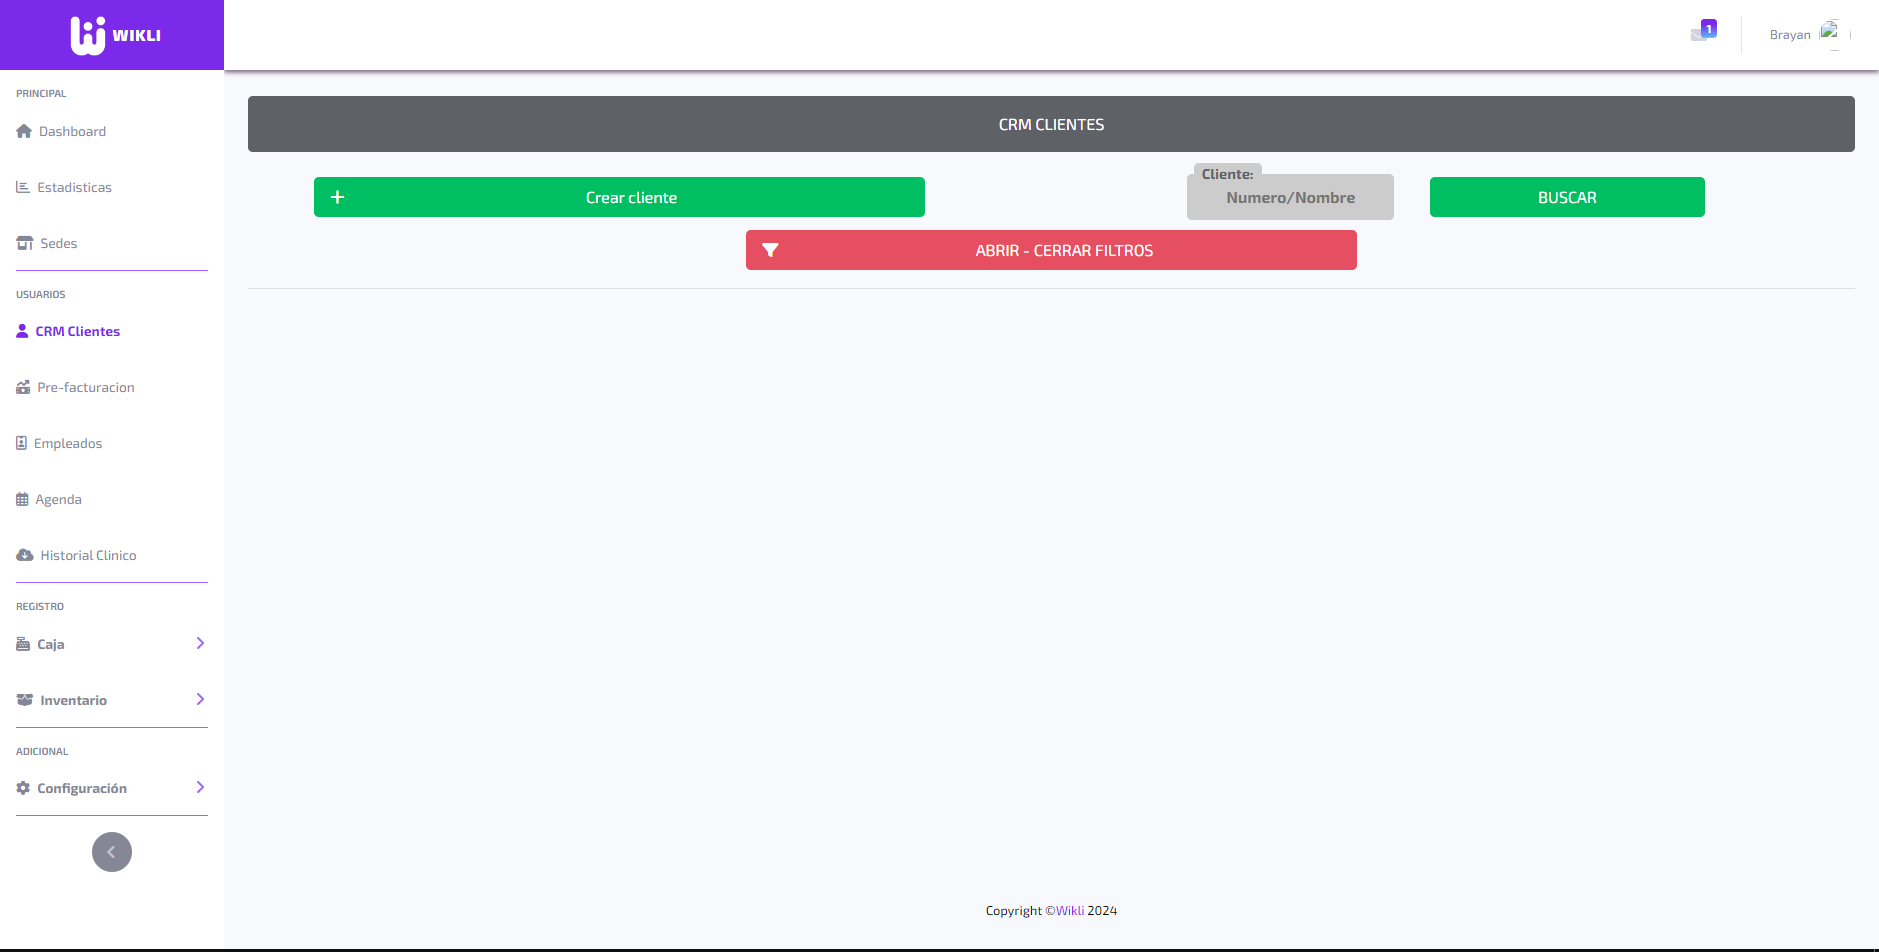 WIKLI
1
Brayan
PRINCIPAL
Dashboard
Estadisticas
Sedes
USUARIOS
CRM Clientes
Pre-facturacion
Empleados
Agenda
Historial Clinico
REGISTRO
Caja
Inventario
ADICIONAL
Configuración
CRM CLIENTES
Crear cliente
Cliente:
Numero/Nombre
BUSCAR
ABRIR - CERRAR FILTROS
Copyright ©Wikli 2024